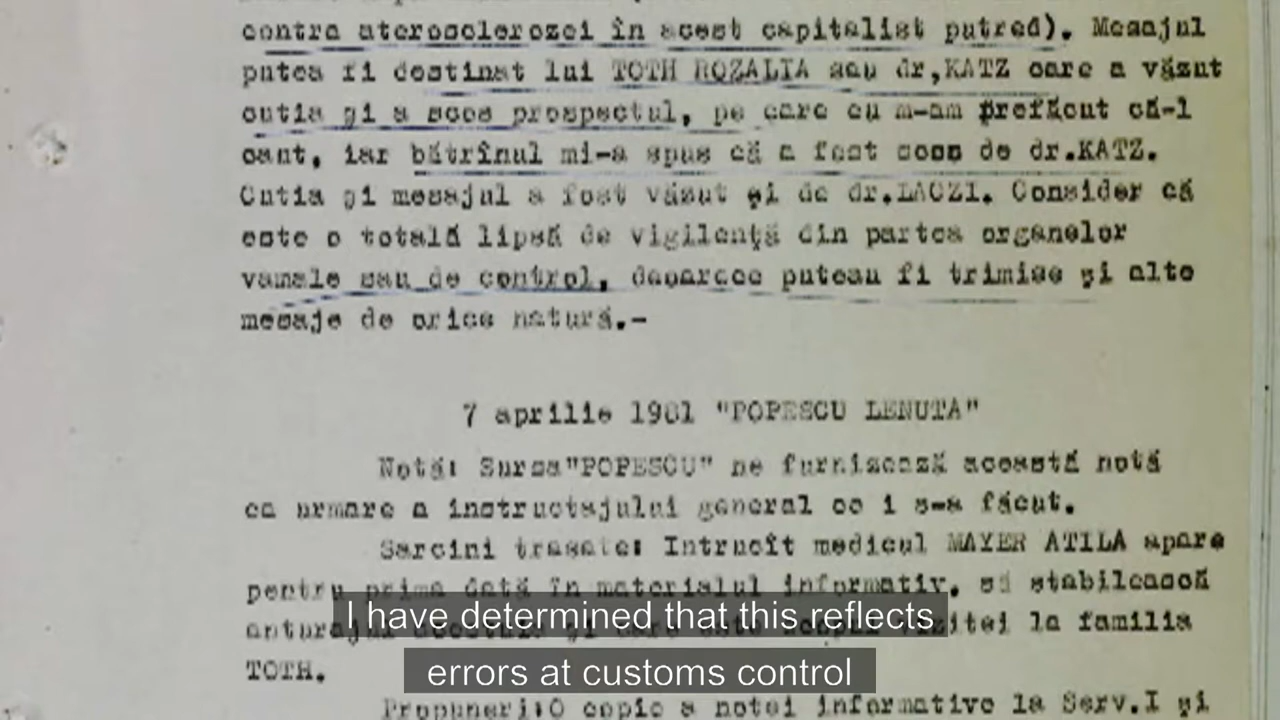 contra aterosclerozei în acest capitalist putred). Mesajul
putea fi destinat lui TOTH ROZALIA sau dr,KATZ care a văzut
cutia şi a scos prospectul, pe care eu m-am prefăcut că-l
caut, iar bătrînul mi-a spus că a fost scos de dr.KATZ.
Cutia şi mesajul a fost văzut şi de dr.LACZI. Consider că
este o totală lipsă de vigilenţă din partea organelor
vamale sau de control, deoarece puteau fi trimise şi alte
mesaje de orice natură.-
7 aprilie 1981 "POPESCU LENUTA"
Notă: Sursa"POPESCU" ne furnizează această notă
ca urmare a instructajului general ce i s-a făcut.
Sarcini trasate: Intrucît medicul MAYER ATILA apare
pentru prima dată în materialul informativ, să stabilească
anturajul vizitei la familia
TOTH.
Propuneri:O copie a notei informative la Serv.I şi
I have determined that this reflects
errors at customs control